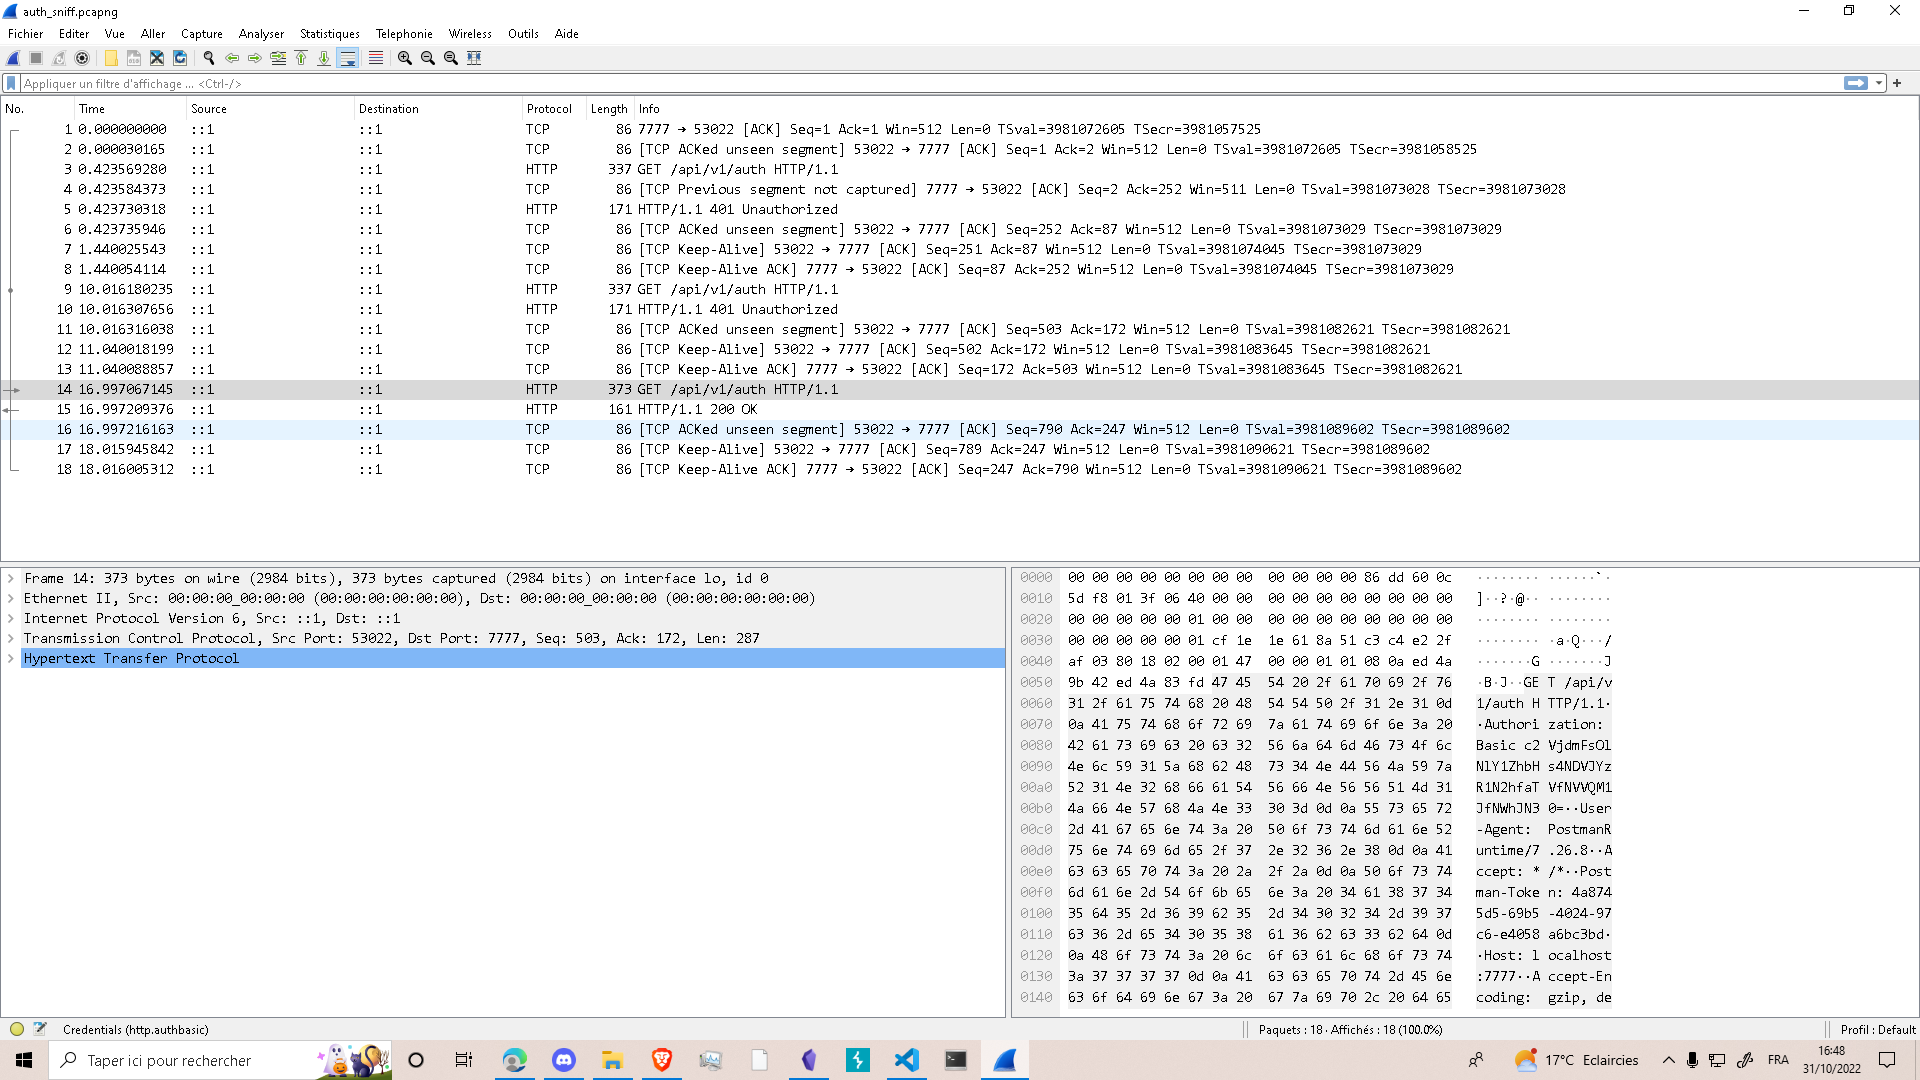 auth_sniff.pcapng
Fichier Editer Vue Aller Capture Analyser Statistiques Telephonie Wireless Outils Aide
Appliquer un filtre d'affichage ... <Ctrl-/>
No. Time Source Destination Protocol Length Info
1 0.000000000 ::1 ::1 TCP 86 7777 → 53022 [ACK] Seq=1 Ack=1 Win=512 Len=0 TSval=3981072605 TSecr=3981057525
2 0.000030165 ::1 ::1 TCP 86 [TCP ACKed unseen segment] 53022 → 7777 [ACK] Seq=1 Ack=2 Win=512 Len=0 TSval=3981072605 TSecr=3981058525
3 0.423569280 ::1 ::1 HTTP 337 GET /api/v1/auth HTTP/1.1
4 0.423584373 ::1 ::1 TCP 86 [TCP Previous segment not captured] 7777 → 53022 [ACK] Seq=2 Ack=252 Win=511 Len=0 TSval=3981073028 TSecr=3981073028
5 0.423730318 ::1 ::1 HTTP 171 HTTP/1.1 401 Unauthorized
6 0.423735946 ::1 ::1 TCP 86 [TCP ACKed unseen segment] 53022 → 7777 [ACK] Seq=252 Ack=87 Win=512 Len=0 TSval=3981073029 TSecr=3981073029
7 1.440025543 ::1 ::1 TCP 86 [TCP Keep-Alive] 53022 → 7777 [ACK] Seq=251 Ack=87 Win=512 Len=0 TSval=3981074045 TSecr=3981073029
8 1.440054114 ::1 ::1 TCP 86 [TCP Keep-Alive ACK] 7777 → 53022 [ACK] Seq=87 Ack=252 Win=512 Len=0 TSval=3981074045 TSecr=3981073029
9 10.016180235 ::1 ::1 HTTP 337 GET /api/v1/auth HTTP/1.1
10 10.016307656 ::1 ::1 HTTP 171 HTTP/1.1 401 Unauthorized
11 10.016316038 ::1 ::1 TCP 86 [TCP ACKed unseen segment] 53022 → 7777 [ACK] Seq=503 Ack=172 Win=512 Len=0 TSval=3981082621 TSecr=3981082621
12 11.040018199 ::1 ::1 TCP 86 [TCP Keep-Alive] 53022 → 7777 [ACK] Seq=502 Ack=172 Win=512 Len=0 TSval=3981083645 TSecr=3981082621
13 11.040088857 ::1 ::1 TCP 86 [TCP Keep-Alive ACK] 7777 → 53022 [ACK] Seq=172 Ack=503 Win=512 Len=0 TSval=3981083645 TSecr=3981082621
14 16.997067145 ::1 ::1 HTTP 373 GET /api/v1/auth HTTP/1.1
15 16.997209376 ::1 ::1 HTTP 161 HTTP/1.1 200 OK
16 16.997216163 ::1 ::1 TCP 86 [TCP ACKed unseen segment] 53022 → 7777 [ACK] Seq=790 Ack=247 Win=512 Len=0 TSval=3981089602 TSecr=3981089602
17 18.015945842 ::1 ::1 TCP 86 [TCP Keep-Alive] 53022 → 7777 [ACK] Seq=789 Ack=247 Win=512 Len=0 TSval=3981090621 TSecr=3981089602
18 18.016005312 ::1 ::1 TCP 86 [TCP Keep-Alive ACK] 7777 → 53022 [ACK] Seq=247 Ack=790 Win=512 Len=0 TSval=3981090621 TSecr=3981089602
Frame 14: 373 bytes on wire (2984 bits), 373 bytes captured (2984 bits) on interface lo, id 0
Ethernet II, Src: 00:00:00_00:00:00 (00:00:00:00:00:00), Dst: 00:00:00_00:00:00 (00:00:00:00:00:00)
Internet Protocol Version 6, Src: ::1, Dst: ::1
Transmission Control Protocol, Src Port: 53022, Dst Port: 7777, Seq: 503, Ack: 172, Len: 287
Hypertext Transfer Protocol
0000 00 00 00 00 00 00 00 00 00 00 00 00 86 dd 60 0c ········ ······`·
0010 5d f8 01 3f 06 40 00 00 00 00 00 00 00 00 00 00 ]··?·@·· ········
0020 00 00 00 00 00 01 00 00 00 00 00 00 00 00 00 00 ········ ········
0030 00 00 00 00 00 01 cf 1e 1e 61 8a 51 c3 c4 e2 2f ········ ·a·Q···/
0040 af 03 80 18 02 00 01 47 00 00 01 01 08 0a ed 4a ·······G ·······J
0050 9b 42 ed 4a 83 fd 47 45 54 20 2f 61 70 69 2f 76 ·B·J··GE T /api/v
0060 31 2f 61 75 74 68 20 48 54 54 50 2f 31 2e 31 0d 1/auth H TTP/1.1·
0070 0a 41 75 74 68 6f 72 69 7a 61 74 69 6f 6e 3a 20 ·Authori zation:
0080 42 61 73 69 63 20 63 32 56 6a 64 6d 46 73 4f 6c Basic c2 VjdmFsOl
0090 4e 6c 59 31 5a 68 62 48 73 34 4e 44 56 4a 59 7a NlY1ZhbH s4NDVJYz
00a0 52 31 4e 32 68 66 61 54 56 66 4e 56 56 51 4d 31 R1N2hfaT VfNVVQM1
00b0 4a 66 4e 57 68 4a 4e 33 30 3d 0d 0a 55 73 65 72 JfNWhJN3 0=··User
00c0 2d 41 67 65 6e 74 3a 20 50 6f 73 74 6d 61 6e 52 -Agent: PostmanR
00d0 75 6e 74 69 6d 65 2f 37 2e 32 36 2e 38 0d 0a 41 untime/7 .26.8··A
00e0 63 63 65 70 74 3a 20 2a 2f 2a 0d 0a 50 6f 73 74 ccept: * /*··Post
00f0 6d 61 6e 2d 54 6f 6b 65 6e 3a 20 34 61 38 37 34 man-Toke n: 4a874
0100 35 64 35 2d 36 39 62 35 2d 34 30 32 34 2d 39 37 5d5-69b5 -4024-97
0110 63 36 2d 65 34 30 35 38 61 36 62 63 33 62 64 0d c6-e4058 a6bc3bd·
0120 0a 48 6f 73 74 3a 20 6c 6f 63 61 6c 68 6f 73 74 ·Host: l ocalhost
0130 3a 37 37 37 37 0d 0a 41 63 63 65 70 74 2d 45 6e :7777··A ccept-En
0140 63 6f 64 69 6e 67 3a 20 67 7a 69 70 2c 20 64 65 coding: gzip, de
Credentials (http.authbasic) Paquets : 18 · Affichés : 18 (100.0%) Profil : Default
Taper ici pour rechercher 17°C Eclaircies FRA 16:48
31/10/2022